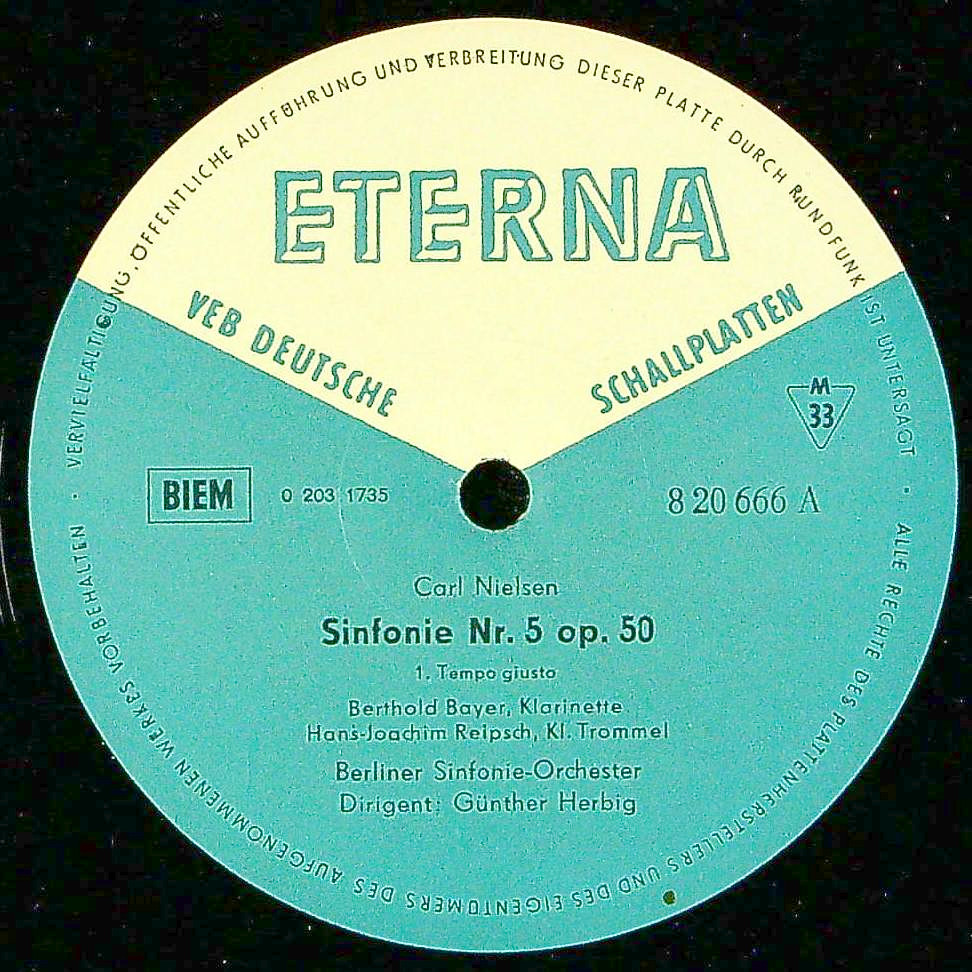 VERVIELFÄLTIGUNG, ÖFFENTLICHE AUFFÜHRUNG UND VERBREITUNG DIESER PLATTE DURCH RUNDFUNK IST UNTERSAGT · ALLE RECHTE DES PLATTENHERSTELLERS UND DES EIGENTÜMERS DES AUFGENOMMENEN WERKES VORBEHALTEN ·
ETERNA
VEB DEUTSCHE SCHALLPLATTEN
M
33
BIEM 0 203 1735 8 20 666 A
Carl Nielsen
Sinfonie Nr. 5 op. 50
1. Tempo giusto
Berthold Bayer, Klarinette
Hans-Joachim Reipsch, Kl. Trommel
Berliner Sinfonie-Orchester
Dirigent: Günther Herbig